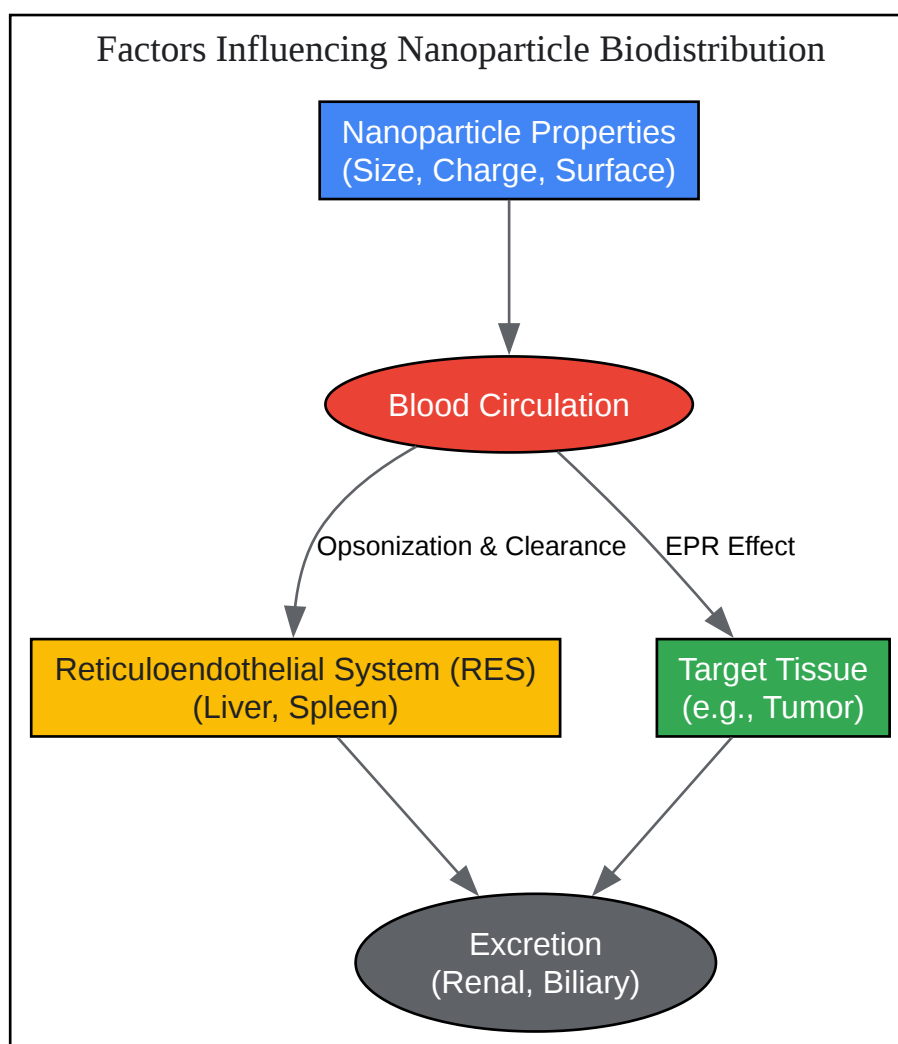 Factors Influencing Nanoparticle Biodistribution
Nanoparticle Properties
(Size, Charge, Surface)
Blood Circulation
Opsonization & Clearance
EPR Effect
Reticuloendothelial System (RES)
(Liver, Spleen)
Target Tissue
(e.g., Tumor)
Excretion
(Renal, Biliary)